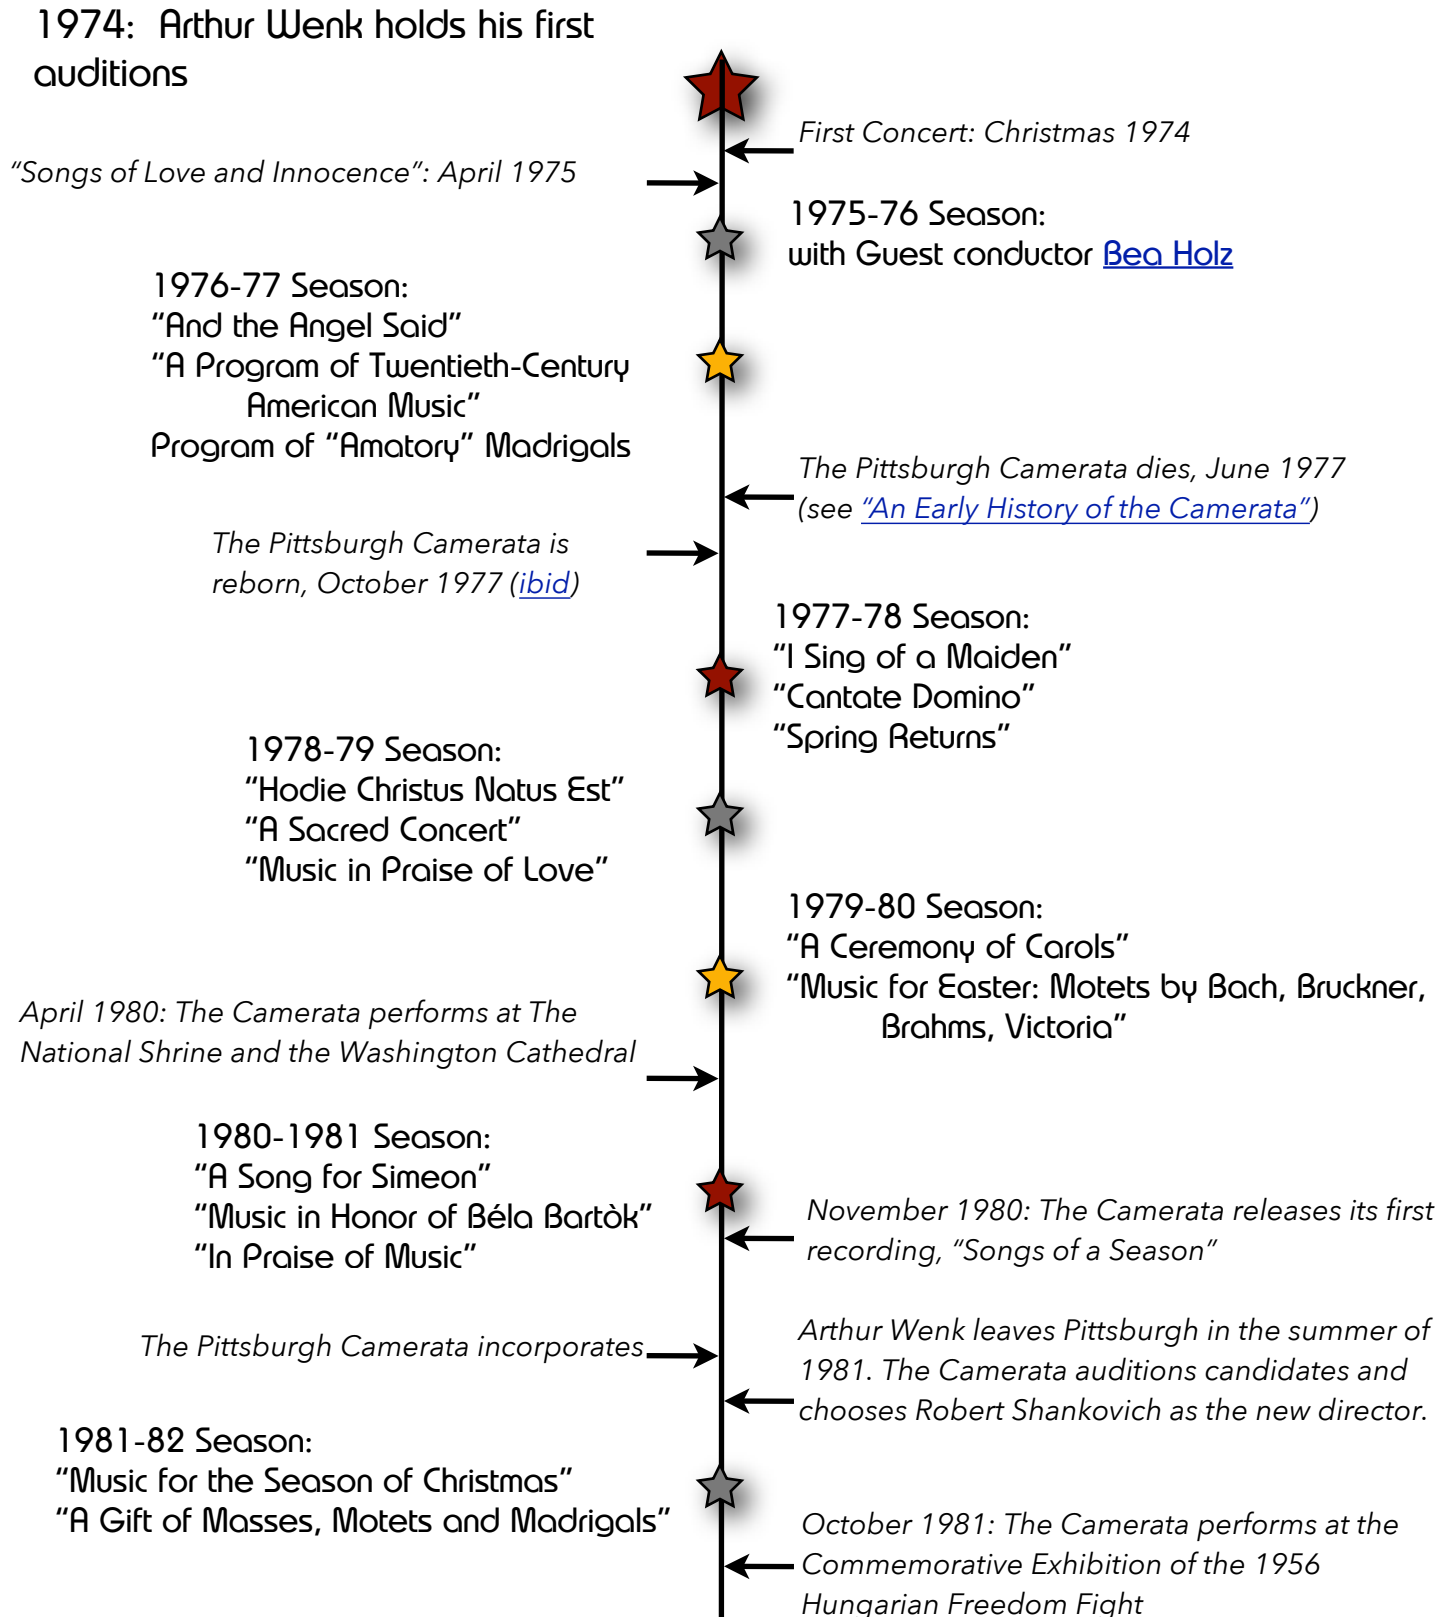 1974:  Arthur Wenk holds his first
auditions
First Concert: Christmas 1974
“Songs of Love and Innocence”: April 1975
1975-76 Season:
with Guest conductor Bea Holz
1976-77 Season:
“And the Angel Said”
“A Program of Twentieth-Century
American Music”
Program of “Amatory” Madrigals
The Pittsburgh Camerata dies, June 1977
(see “An Early History of the Camerata”)
The Pittsburgh Camerata is
reborn, October 1977 (ibid)
1977-78 Season:
“I Sing of a Maiden”
“Cantate Domino”
“Spring Returns”
1978-79 Season:
“Hodie Christus Natus Est”
“A Sacred Concert”
“Music in Praise of Love”
1979-80 Season:
“A Ceremony of Carols”
“Music for Easter: Motets by Bach, Bruckner,
Brahms, Victoria”
April 1980: The Camerata performs at The
National Shrine and the Washington Cathedral
1980-1981 Season:
“A Song for Simeon”
“Music in Honor of Béla Bartòk”
“In Praise of Music”
November 1980: The Camerata releases its first
recording, “Songs of a Season”
The Pittsburgh Camerata incorporates
Arthur Wenk leaves Pittsburgh in the summer of
1981. The Camerata auditions candidates and
chooses Robert Shankovich as the new director.
1981-82 Season:
“Music for the Season of Christmas”
“A Gift of Masses, Motets and Madrigals”
October 1981: The Camerata performs at the
Commemorative Exhibition of the 1956
Hungarian Freedom Fight